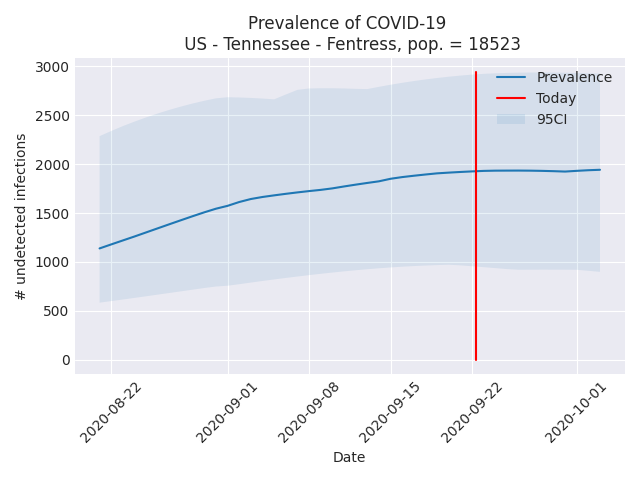 Prevalence of COVID-19
US - Tennessee - Fentress, pop. = 18523
# undetected infections
3000
2500
2000
1500
1000
500
0
Prevalence
Today
95CI
2020-08-22
2020-09-01
2020-09-08
2020-09-15
2020-09-22
2020-10-01
Date